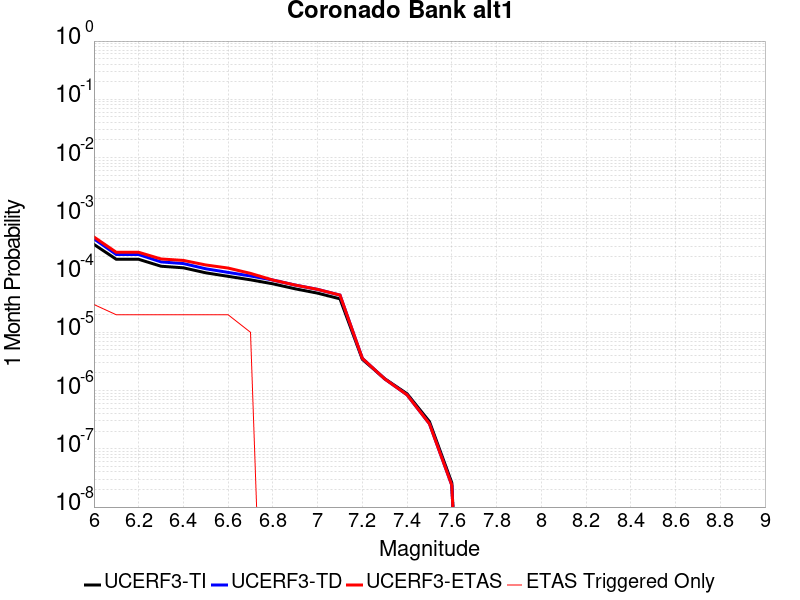 Coronado Bank alt1
10^0
10^-1
10^-2
10^-3
10^-4
10^-5
10^-6
10^-7
10^-8
1 Month Probability
6 6.2 6.4 6.6 6.8 7 7.2 7.4 7.6 7.8 8 8.2 8.4 8.6 8.8 9
Magnitude
UCERF3-TI UCERF3-TD UCERF3-ETAS ETAS Triggered Only